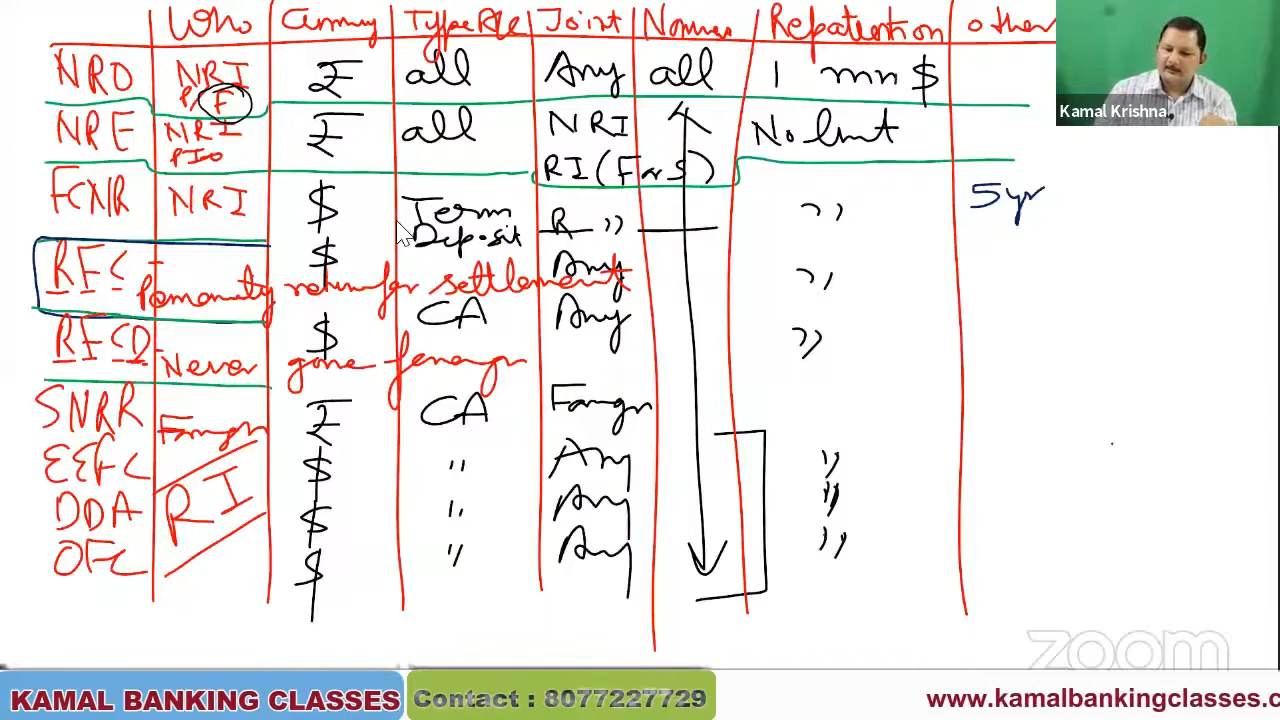 Who Currency Type A/c Joint Nominee Repatriation other
NRO NRI P/F ₹ all Any all 1 mn $
NRE NRI PIO ₹ all NRI RI (F or S) No limit
FCNR NRI $ Term Deposit R ,, ,, 5 yr
RFC - Permanently return for settlement $ Any ,,
RFCD - Never gone foreign $ CA Any ,,
SNRR Foreign ₹ CA Foreign
EEFC RI $ " Any ,,
DDA $ " Any ,,
OFC $ " Any ,,
Kamal Krishna
zoom
KAMAL BANKING CLASSES Contact : 8077227729 www.kamalbankingclasses.c